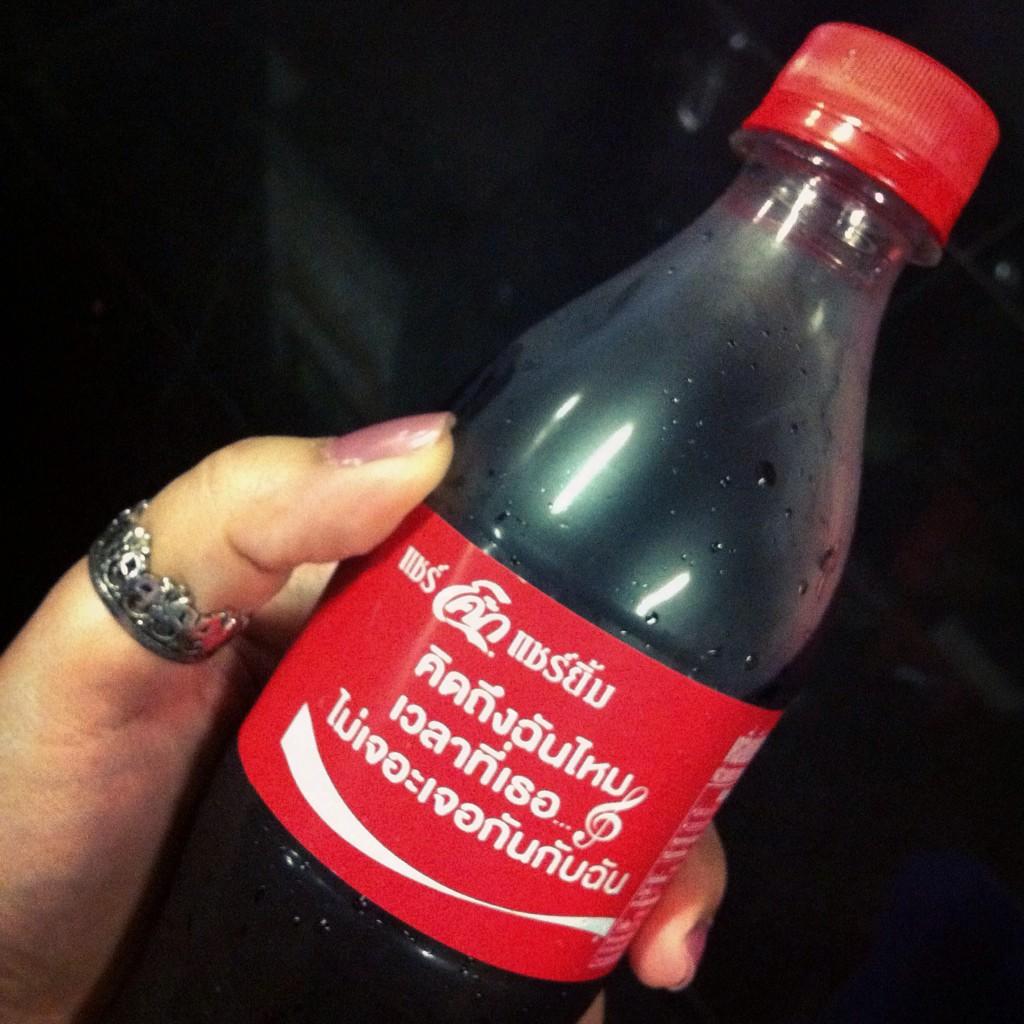 แชร์ โค้ก แชร์ยิ้ม
คิดถึงฉันไหม
เวลาที่เธอ...
ไม่เจอะเจอกันกับฉัน